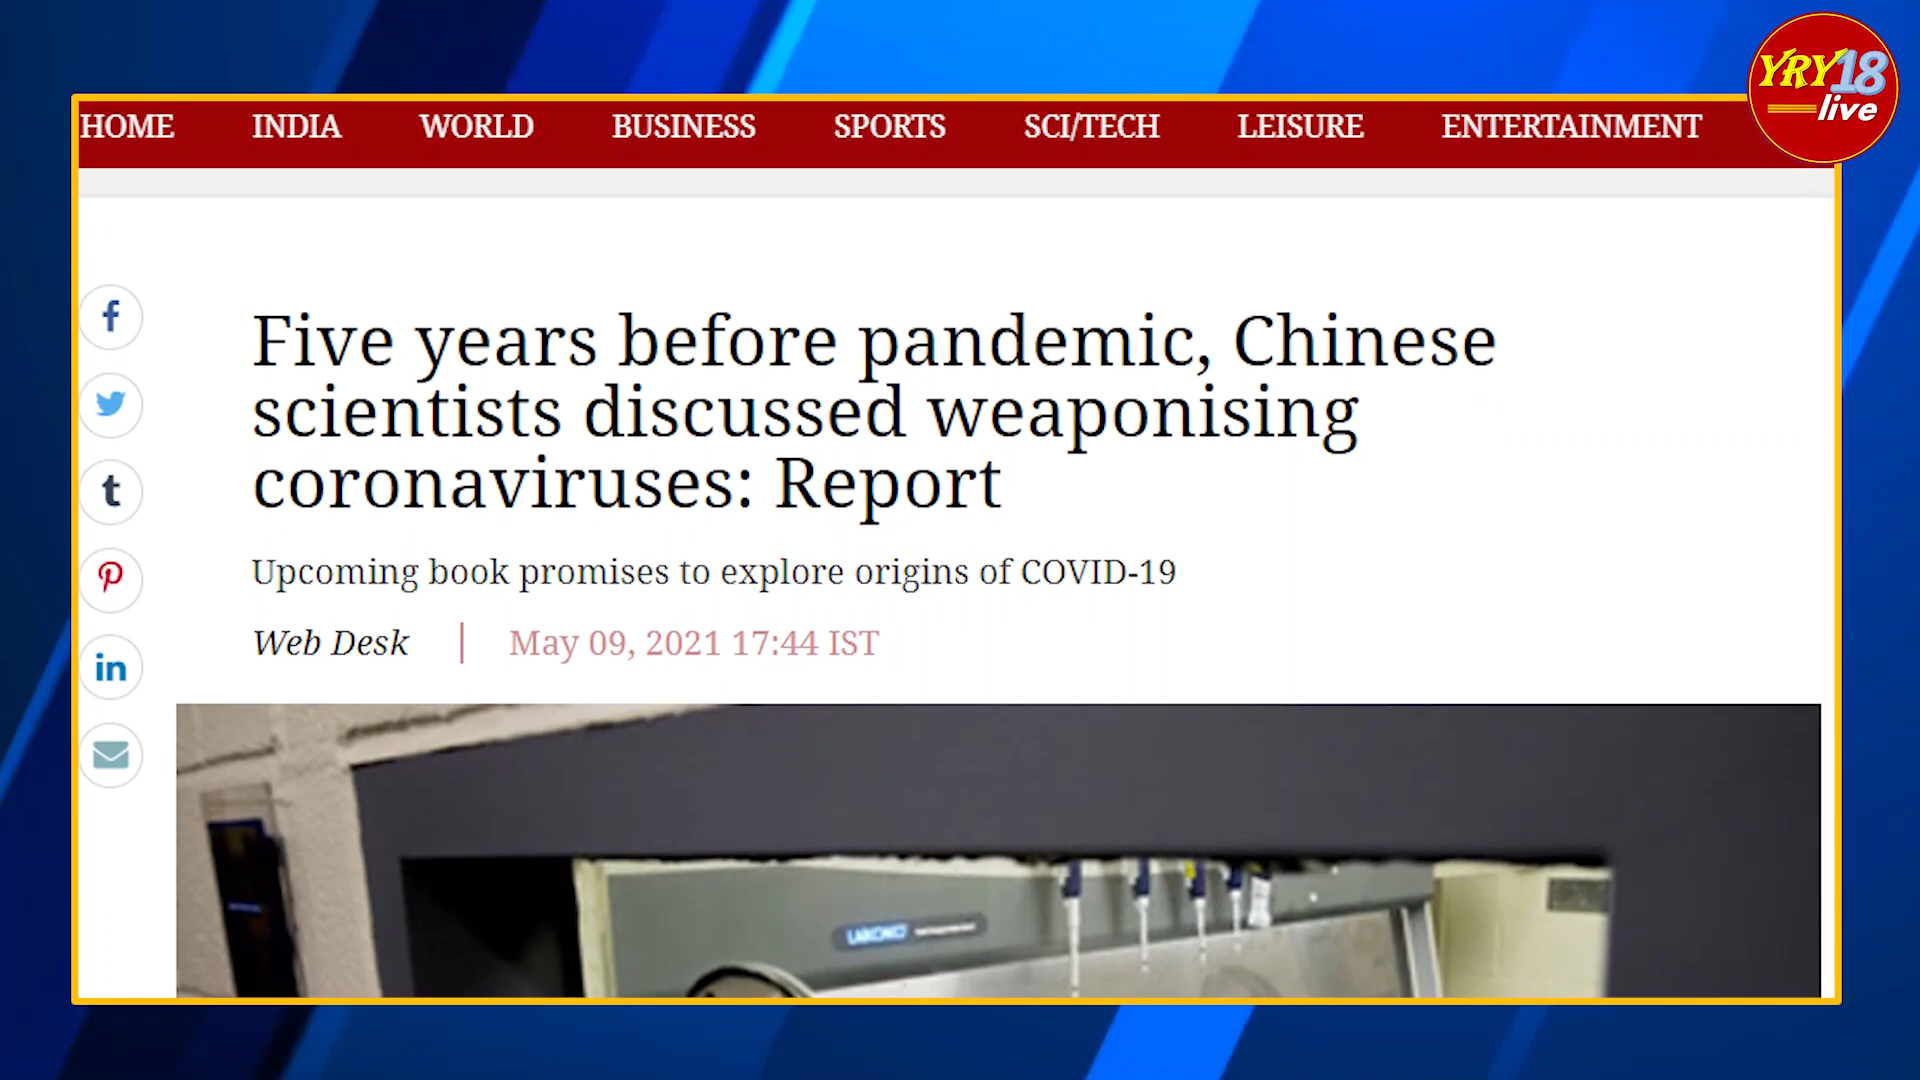 YRY18
live
HOME INDIA WORLD BUSINESS SPORTS SCI/TECH LEISURE ENTERTAINMENT
Five years before pandemic, Chinese
scientists discussed weaponising
coronaviruses: Report
Upcoming book promises to explore origins of COVID-19
Web Desk | May 09, 2021 17:44 IST